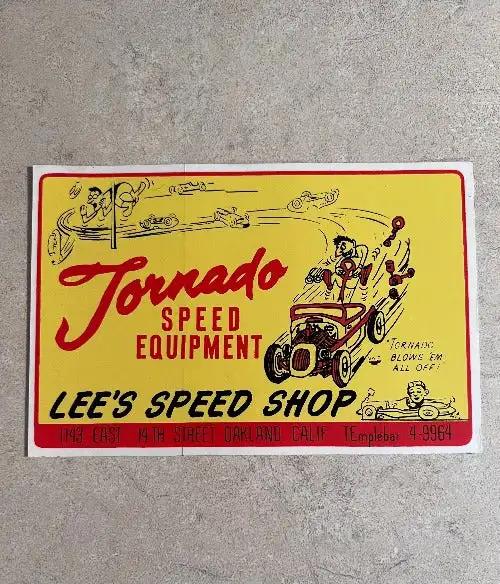 Tornado
SPEED
EQUIPMENT
"TORNADO
BLOWS 'EM
ALL OFF!"
LEE'S SPEED SHOP
1143 EAST 14TH STREET OAKLAND CALIF TEmplebar 4-9964